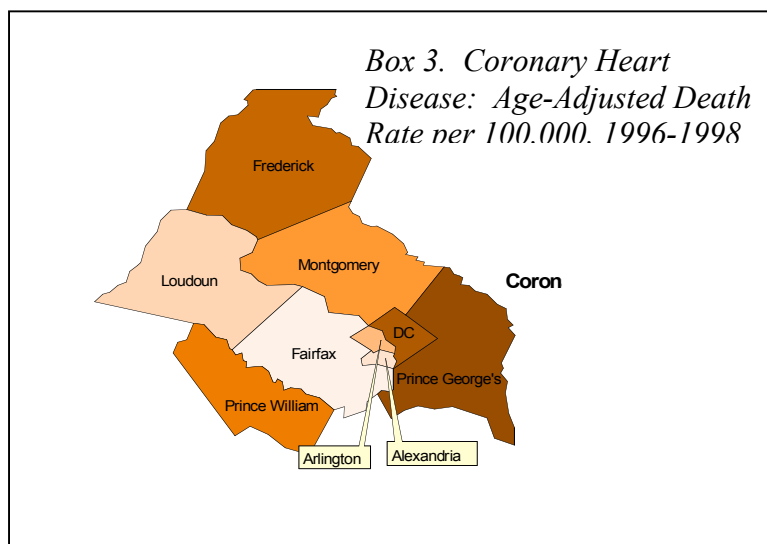 Box 3. Coronary Heart
Disease: Age-Adjusted Death
Rate per 100,000, 1996-1998
Frederick
Loudoun
Montgomery
Coron
DC
Fairfax
Prince George's
Prince William
Arlington
Alexandria